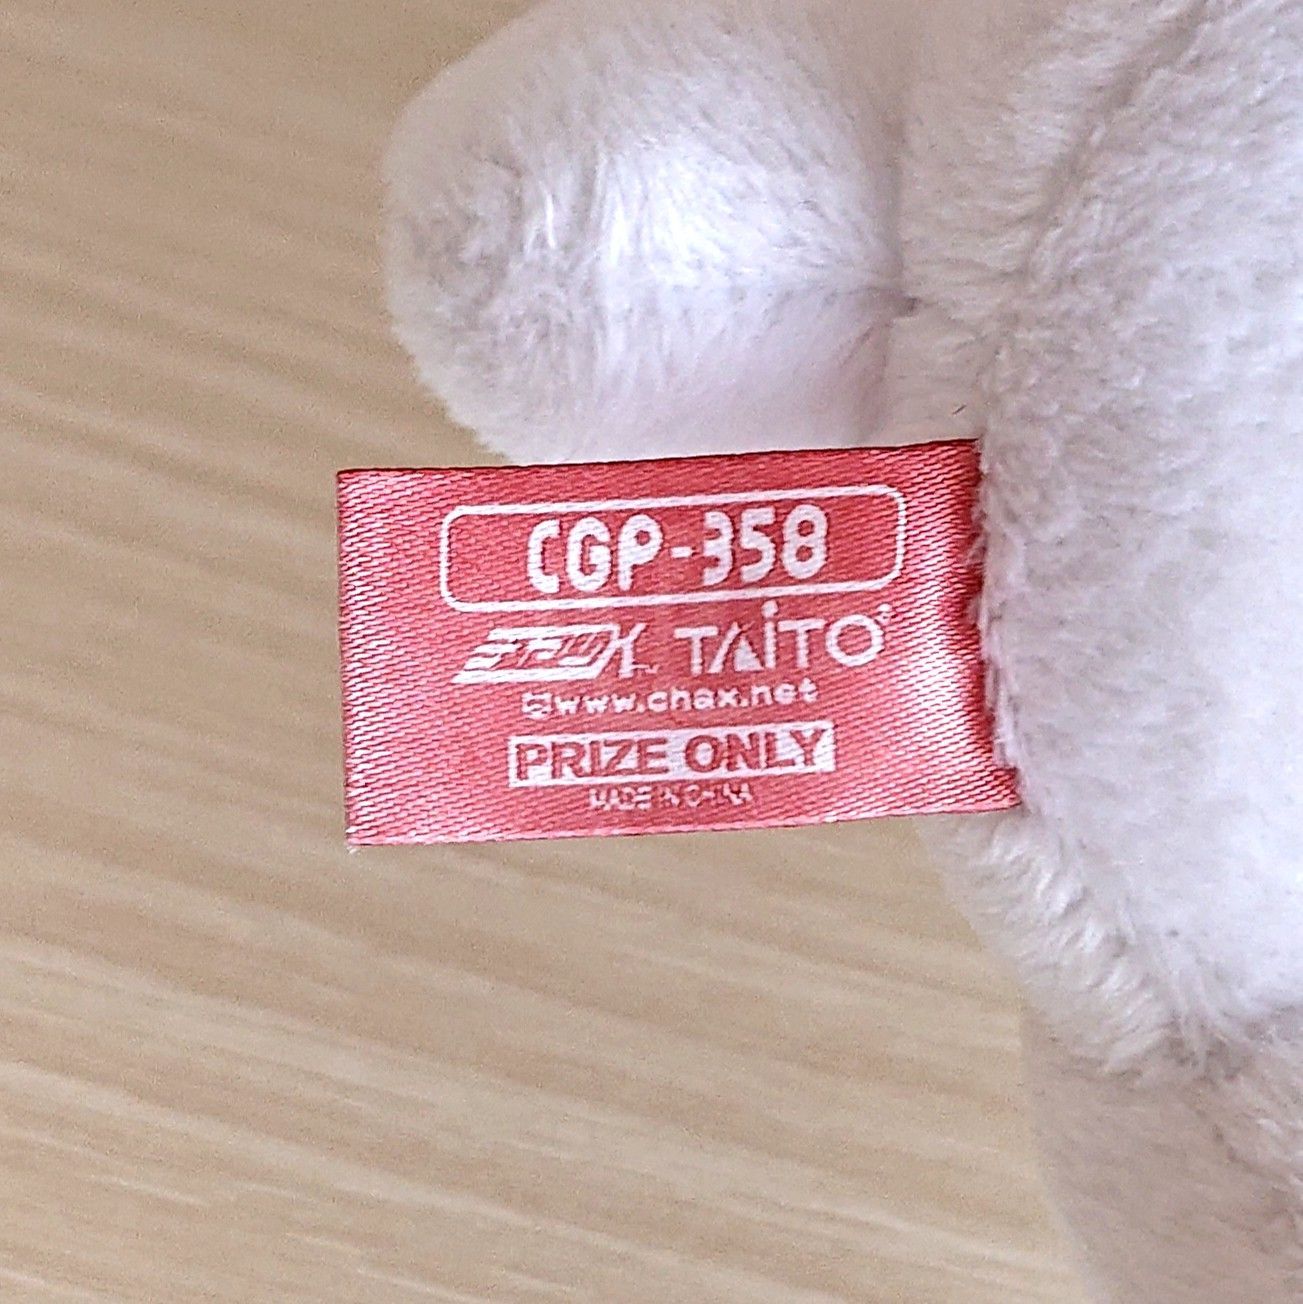 CGP-358
TAITO®
www.chax.net
PRIZE ONLY
MADE IN CHINA